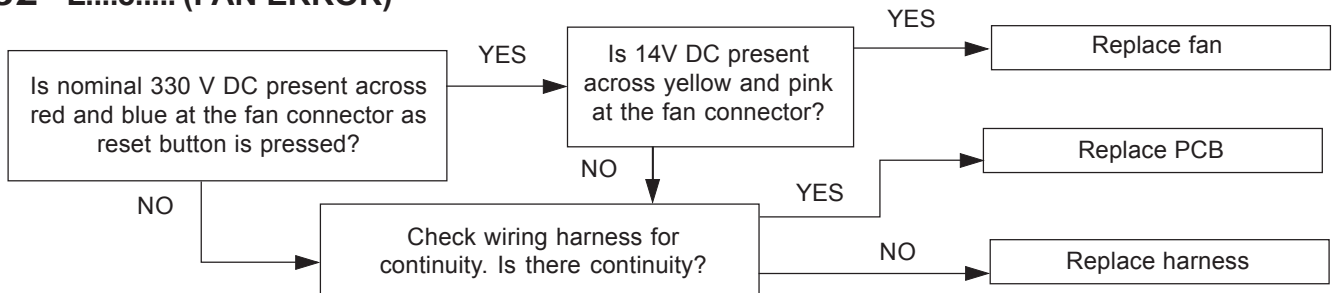 (FAN ERROR)
YES
YES
Is nominal 330 V DC present across
red and blue at the fan connector as
reset button is pressed?
Is 14V DC present
across yellow and pink
at the fan connector?
Replace fan
NO
NO
YES
Replace PCB
Check wiring harness for
continuity. Is there continuity?
NO
Replace harness